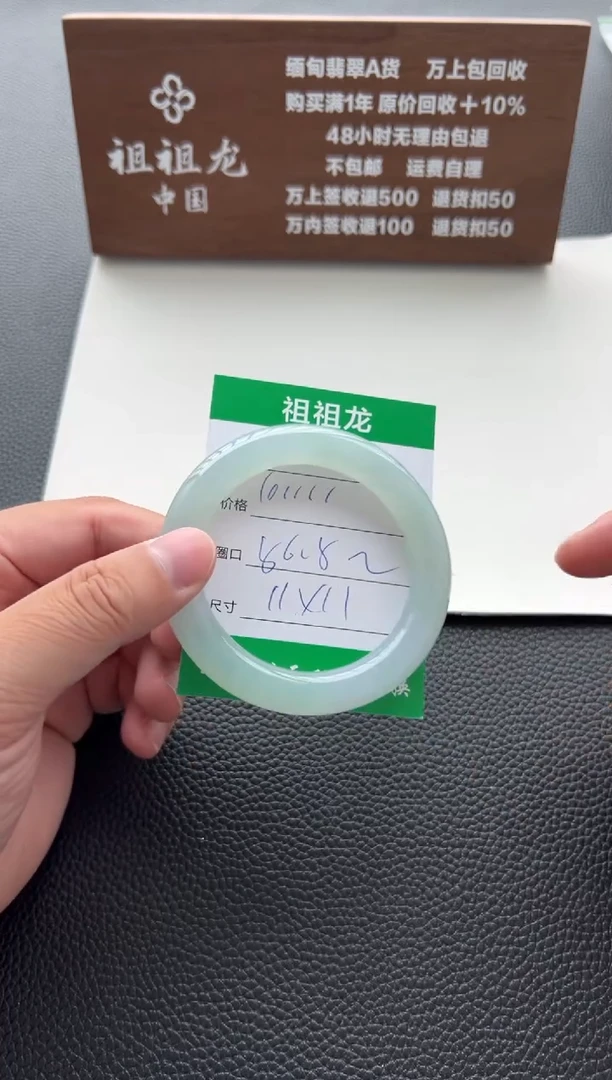 祖祖龙
中国
缅甸翡翠A货 万上包回收
购买满1年 原价回收+10%
48小时无理由包退
不包邮 运费自理
万上签收退500 退货扣50
万内签收退100 退货扣50
祖祖龙
价格
圈口 56.8
尺寸 11X11
换